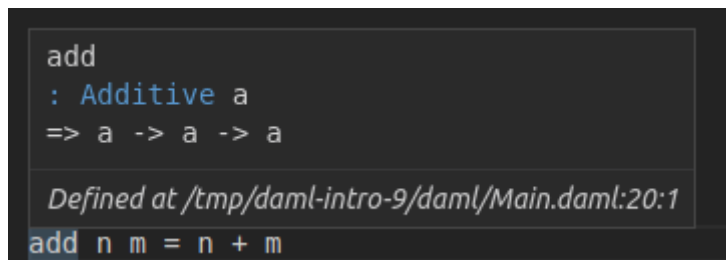 add
: Additive a
=> a -> a -> a
Defined at /tmp/daml-intro-9/daml/Main.daml:20:1
add n m = n + m